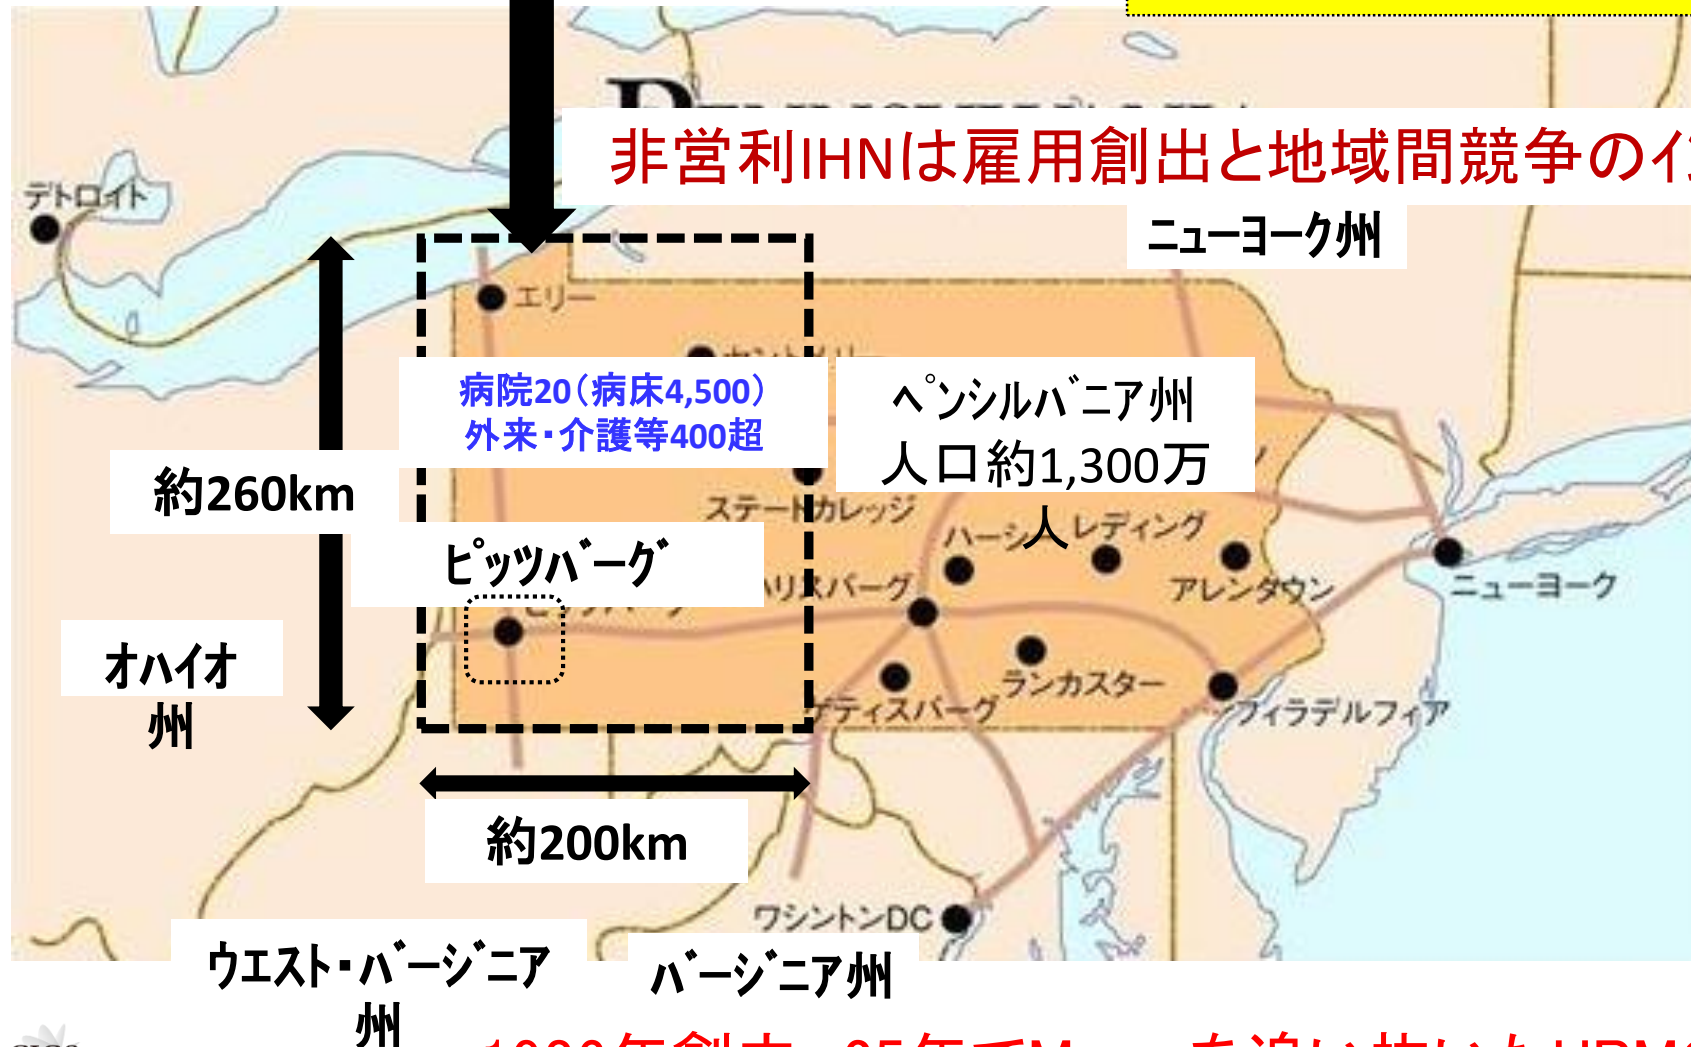 非営利IHNは雇用創出と地域間競争のイ
デトロイト
ニューヨーク州
エリー
病院20（病床4,500）
外来・介護等400超
ペンシルバニア州
人口約1,300万
人
約260km
ステートカレッジ
ハーシー
レディング
ピッツバーグ
ハリスバーグ
アレンタウン
ニューヨーク
オハイオ
州
ランカスター
ゲティスバーグ
フィラデルフィア
約200km
ワシントンDC
ウエスト・バージニア
州
バージニア州